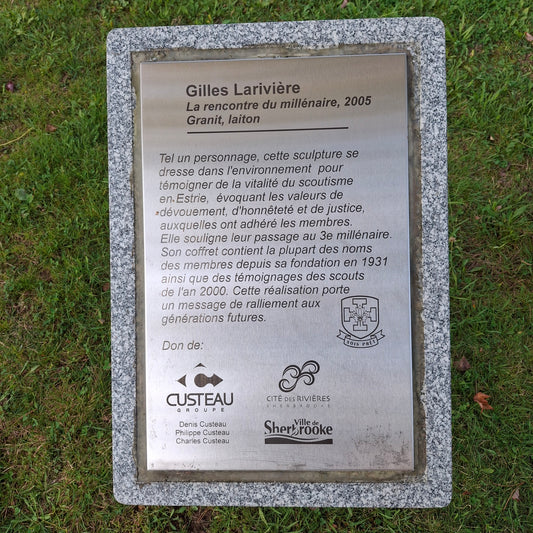 Gilles Larivière
La rencontre du millénaire, 2005
Granit, laiton
Tel un personnage, cette sculpture se
dresse dans l'environnement pour
témoigner de la vitalité du scoutisme
en Estrie, évoquant les valeurs de
dévouement, d'honnêteté et de justice,
auxquelles ont adhéré les membres.
Elle souligne leur passage au 3e millénaire.
Son coffret contient la plupart des noms
des membres depuis sa fondation en 1931
ainsi que des témoignages des scouts
de l'an 2000. Cette réalisation porte
un message de ralliement aux
générations futures.
SOIS PRÊT
Don de:
CUSTEAU
GROUPE
Denis Custeau
Philippe Custeau
Charles Custeau
CITÉ DES RIVIÈRES
SHERBROOKE
Ville de
Sherbrooke